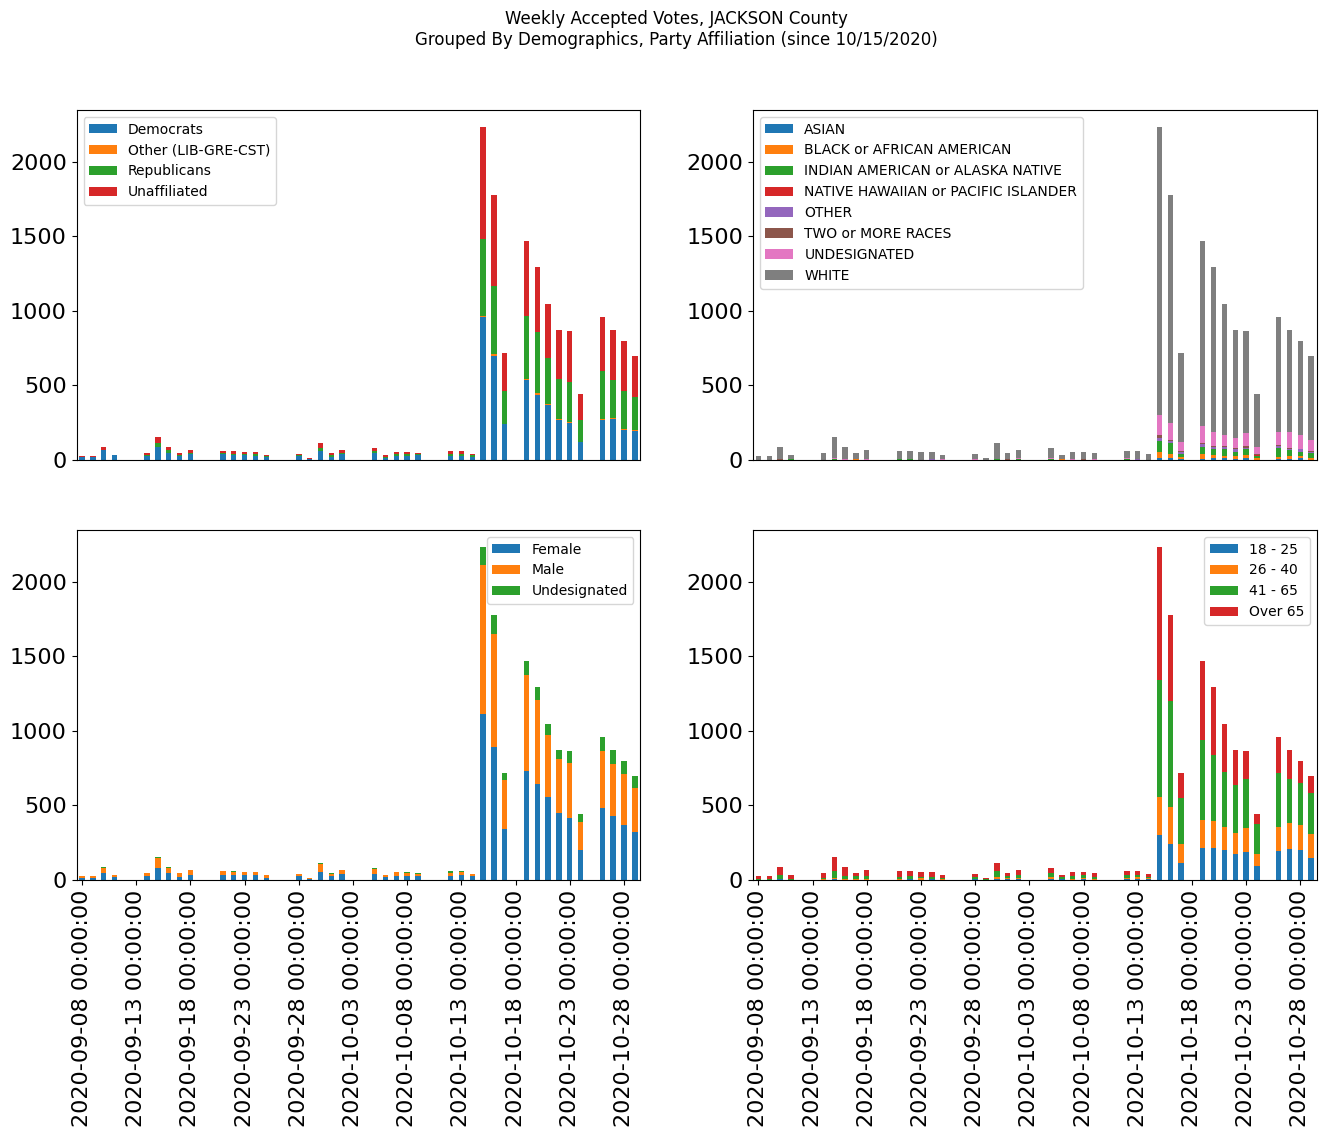 Weekly Accepted Votes, JACKSON County
Grouped By Demographics, Party Affiliation (since 10/15/2020)
Democrats
Other (LIB-GRE-CST)
Republicans
Unaffiliated
2000
1500
1000
500
0
ASIAN
BLACK or AFRICAN AMERICAN
INDIAN AMERICAN or ALASKA NATIVE
NATIVE HAWAIIAN or PACIFIC ISLANDER
OTHER
TWO or MORE RACES
UNDESIGNATED
WHITE
2000
1500
1000
500
0
Female
Male
Undesignated
2000
1500
1000
500
0
2020-09-08 00:00:00
2020-09-13 00:00:00
2020-09-18 00:00:00
2020-09-23 00:00:00
2020-09-28 00:00:00
2020-10-03 00:00:00
2020-10-08 00:00:00
2020-10-13 00:00:00
2020-10-18 00:00:00
2020-10-23 00:00:00
2020-10-28 00:00:00
18 - 25
26 - 40
41 - 65
Over 65
2000
1500
1000
500
0
2020-09-08 00:00:00
2020-09-13 00:00:00
2020-09-18 00:00:00
2020-09-23 00:00:00
2020-09-28 00:00:00
2020-10-03 00:00:00
2020-10-08 00:00:00
2020-10-13 00:00:00
2020-10-18 00:00:00
2020-10-23 00:00:00
2020-10-28 00:00:00